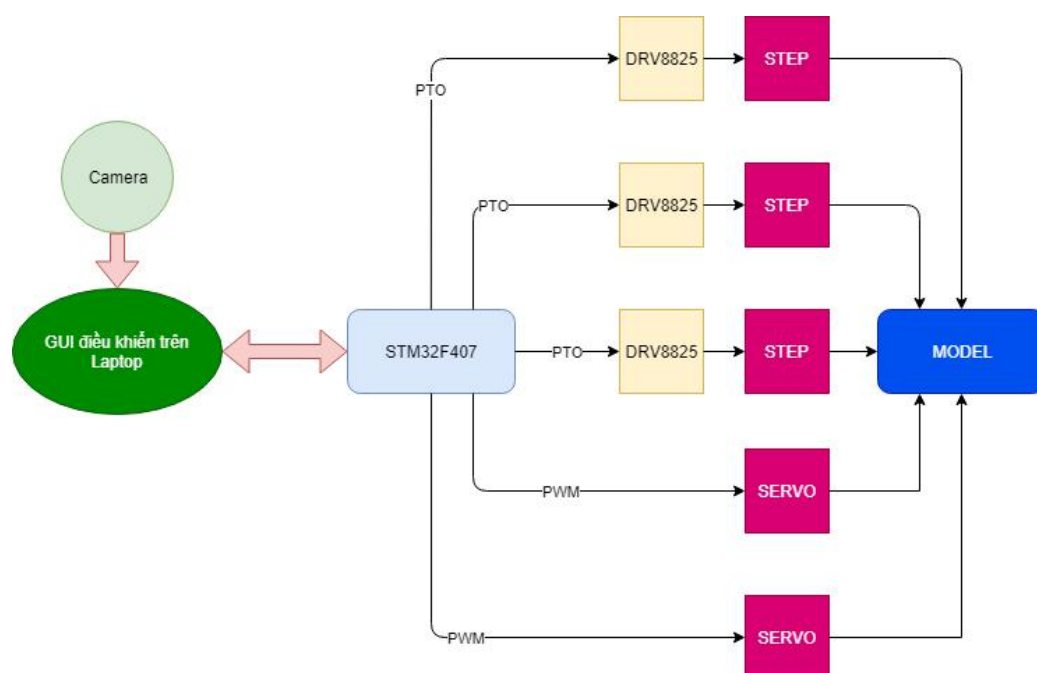 DRV8825
STEP
PTO
Camera
PTO
DRV8825
STEP
GUI điều khiển trên
Laptop
STM32F407
PTO
DRV8825
STEP
MODEL
PWM
SERVO
PWM
SERVO